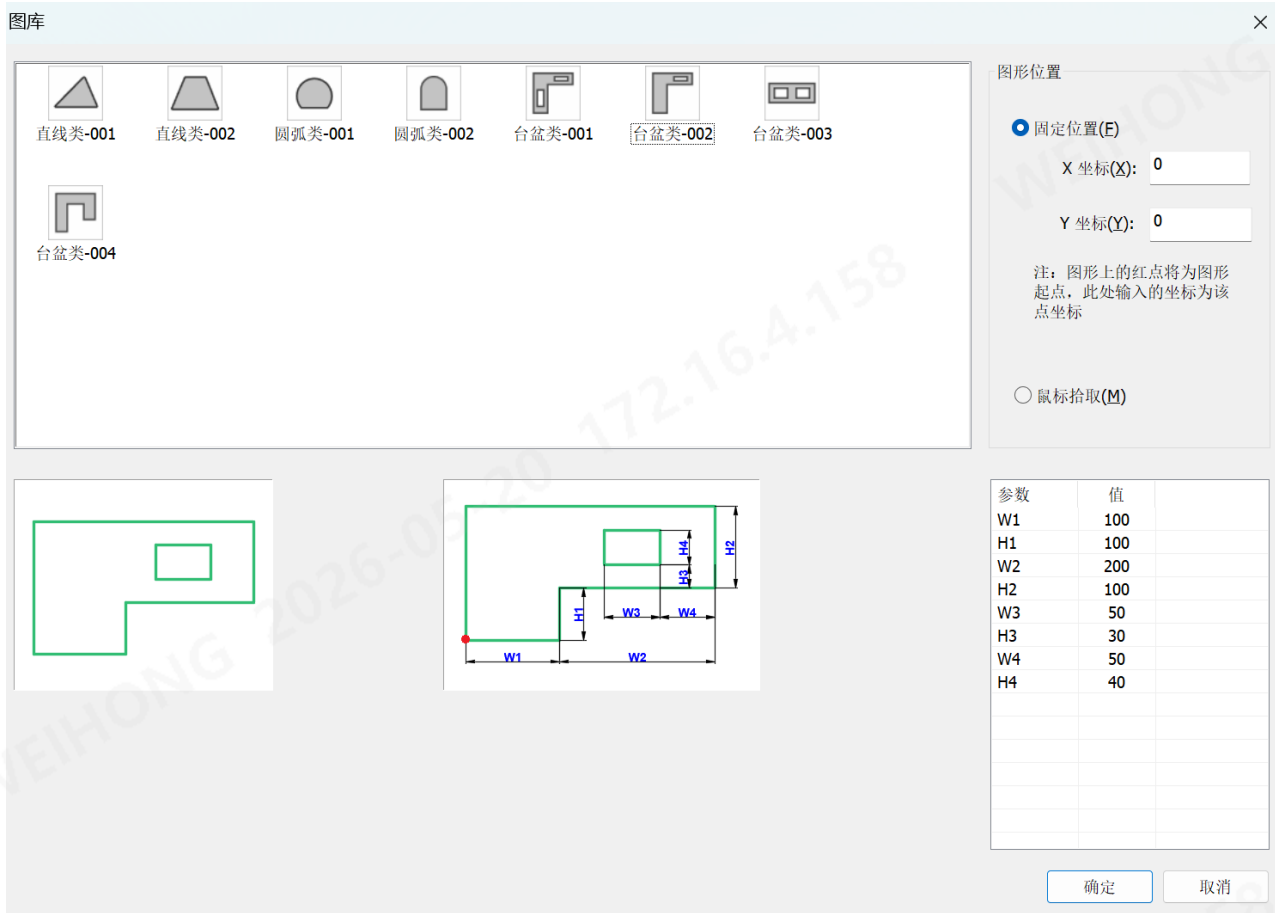 图库
直线类-001
直线类-002
圆弧类-001
圆弧类-002
台盆类-001
台盆类-002
台盆类-003
台盆类-004
图形位置
固定位置(F)
X 坐标(X): 0
Y 坐标(Y): 0
注：图形上的红点将为图形
起点，此处输入的坐标为该
点坐标
鼠标拾取(M)
H4
H2
H3
H1
W3
W4
W1
W2
参数 值
W1 100
H1 100
W2 200
H2 100
W3 50
H3 30
W4 50
H4 40
确定
取消
WEIHONG 2026-05-20 172.16.4.158
WEIHONG